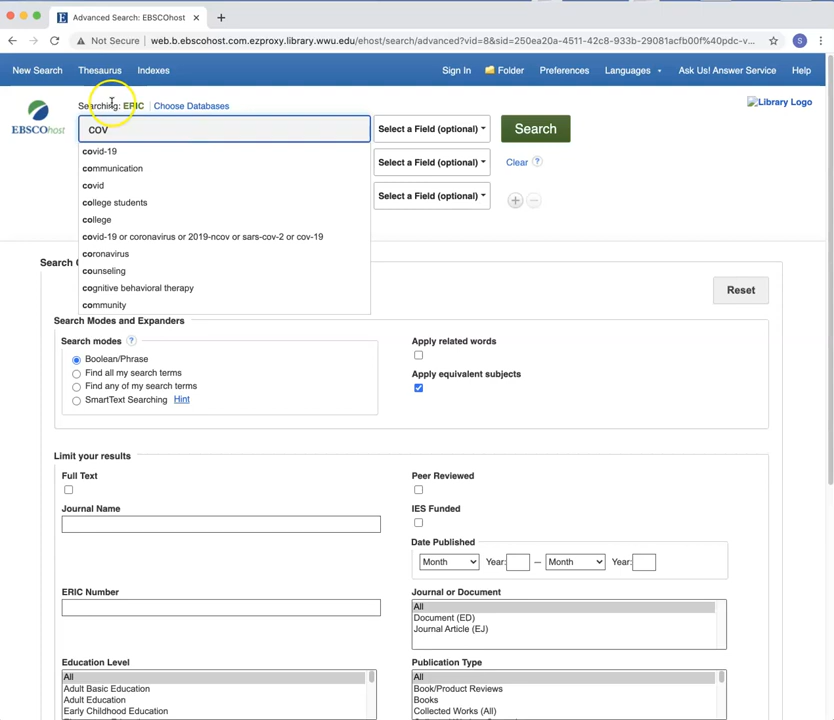 Advanced Search: EBSCOhost
Not Secure | web.b.ebscohost.com.ezproxy.library.wwu.edu/ehost/search/advanced?vid=8&sid=250ea20a-4511-42c8-933b-29081acfb00f%40pdc-v...
S
New Search Thesaurus Indexes Sign In Folder Preferences Languages Ask Us! Answer Service Help
Searching: ERIC | Choose Databases
Library Logo
EBSCOhost
COV Select a Field (optional) Search
covid-19
Select a Field (optional) Clear ?
communication
covid
Select a Field (optional)
college students
college
covid-19 or coronavirus or 2019-ncov or sars-cov-2 or cov-19
coronavirus
Search
counseling
cognitive behavioral therapy
Reset
community
Search Modes and Expanders
Search modes ?
Boolean/Phrase
Find all my search terms
Find any of my search terms
SmartText Searching Hint
Apply related words
Apply equivalent subjects
Limit your results
Full Text
Peer Reviewed
Journal Name
IES Funded
Date Published
Month Year: — Month Year:
ERIC Number
Journal or Document
All
Document (ED)
Journal Article (EJ)
Education Level
All
Adult Basic Education
Adult Education
Early Childhood Education
Publication Type
All
Book/Product Reviews
Books
Collected Works (All)